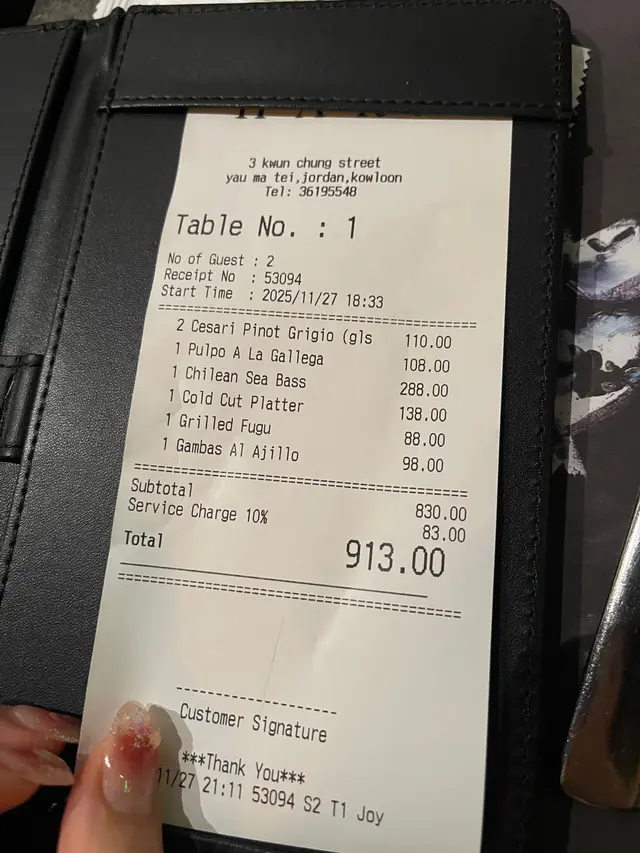 3 kwun chung street
yau ma tei,jordan,kowloon
Tel: 36195548
Table No. : 1
No of Guest : 2
Receipt No : 53094
Start Time : 2025/11/27 18:33
2 Cesari Pinot Grigio (gls 110.00
1 Pulpo A La Gallega 108.00
1 Chilean Sea Bass 288.00
1 Cold Cut Platter 138.00
1 Grilled Fugu 88.00
1 Gambas Al Ajillo 98.00
Subtotal 830.00
Service Charge 10% 83.00
Total 913.00
Customer Signature
***Thank You***
11/27 21:11 53094 S2 T1 Joy